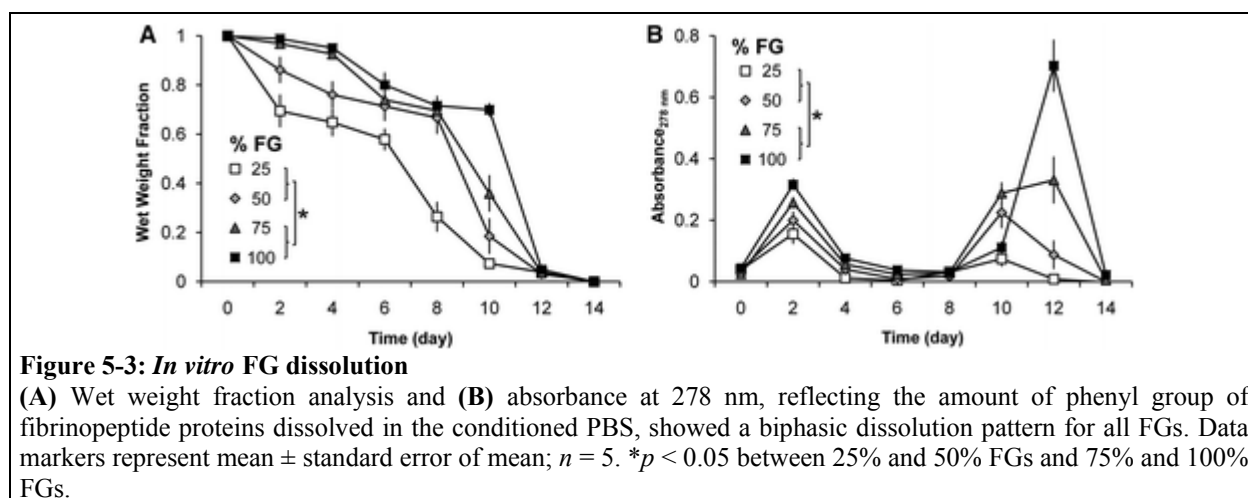 A
B
1
0.8
0.6
0.4
0.2
0
Wet Weight Fraction
% FG
25
50
75
100
*
0 2 4 6 8 10 12 14
Time (day)
0.8
0.6
0.4
0.2
0
Absorbance278 nm
% FG
25
50
75
100
*
0 2 4 6 8 10 12 14
Time (day)
Figure 5-3: In vitro FG dissolution
(A) Wet weight fraction analysis and (B) absorbance at 278 nm, reflecting the amount of phenyl group of
fibrinopeptide proteins dissolved in the conditioned PBS, showed a biphasic dissolution pattern for all FGs. Data
markers represent mean ± standard error of mean; n = 5. *p < 0.05 between 25% and 50% FGs and 75% and 100%
FGs.